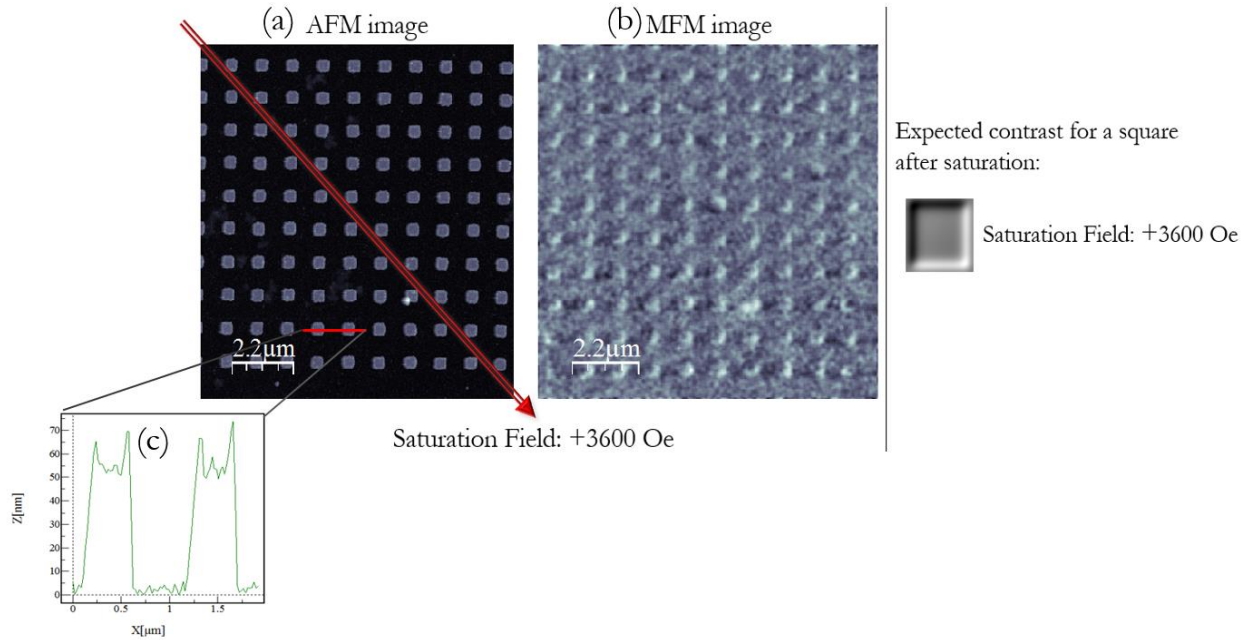 (a) AFM image
(b) MFM image
2.2μm
2.2μm
Expected contrast for a square
after saturation:
Saturation Field: +3600 Oe
Saturation Field: +3600 Oe
(c)
Z[nm]
70
60
50
40
30
20
10
0
0
0.5
1
1.5
X[μm]